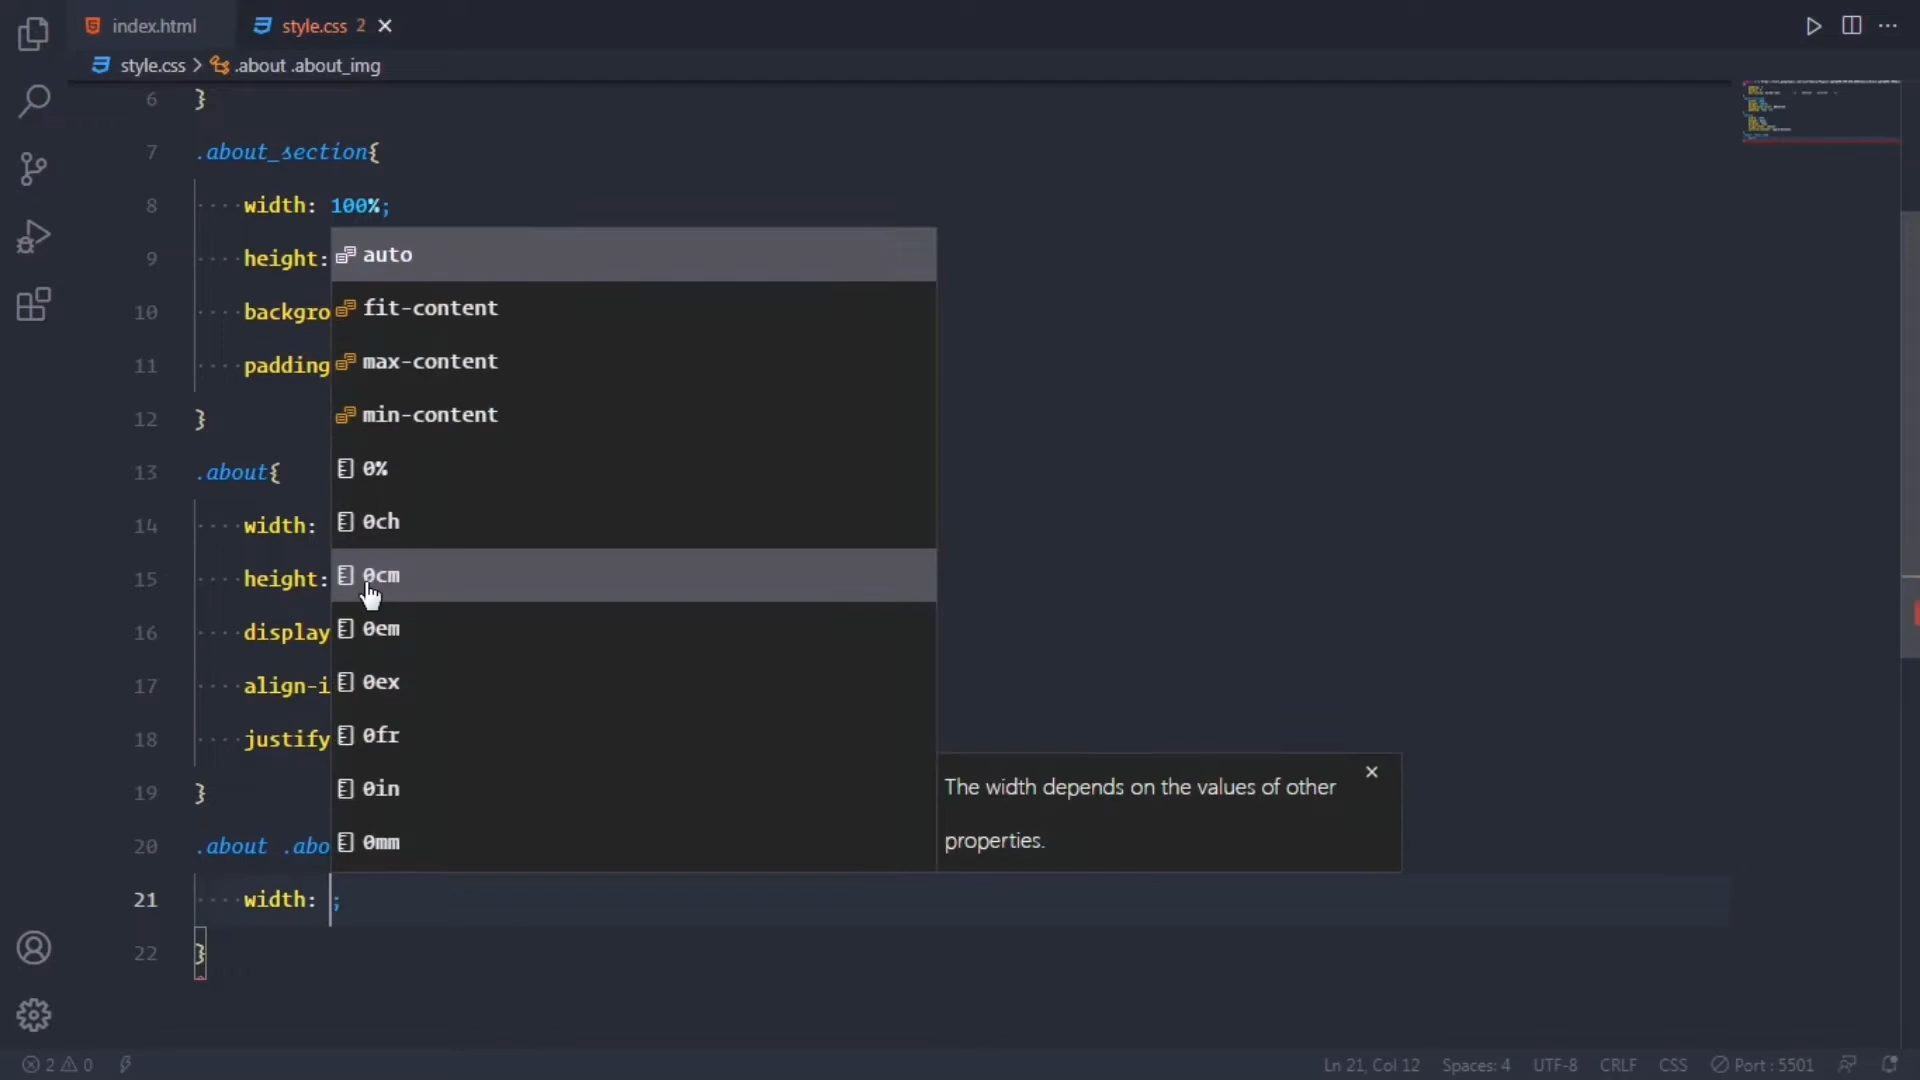 index.html
style.css 2
style.css > .about .about_img
6 }
7 .about_section{
8 ····width: 100%;
9 ····height:
10 ····backgro
11 ····padding
12 }
13 .about{
14 ····width:
15 ····height:
16 ····display
17 ····align-i
18 ····justify
19 }
20 .about .abo
21 ····width: ;
22 }
auto
fit-content
max-content
min-content
0%
0ch
0cm
0em
0ex
0fr
0in
0mm
The width depends on the values of other
properties.
2 0
Ln 21, Col 12 Spaces: 4 UTF-8 CRLF CSS Port : 5501